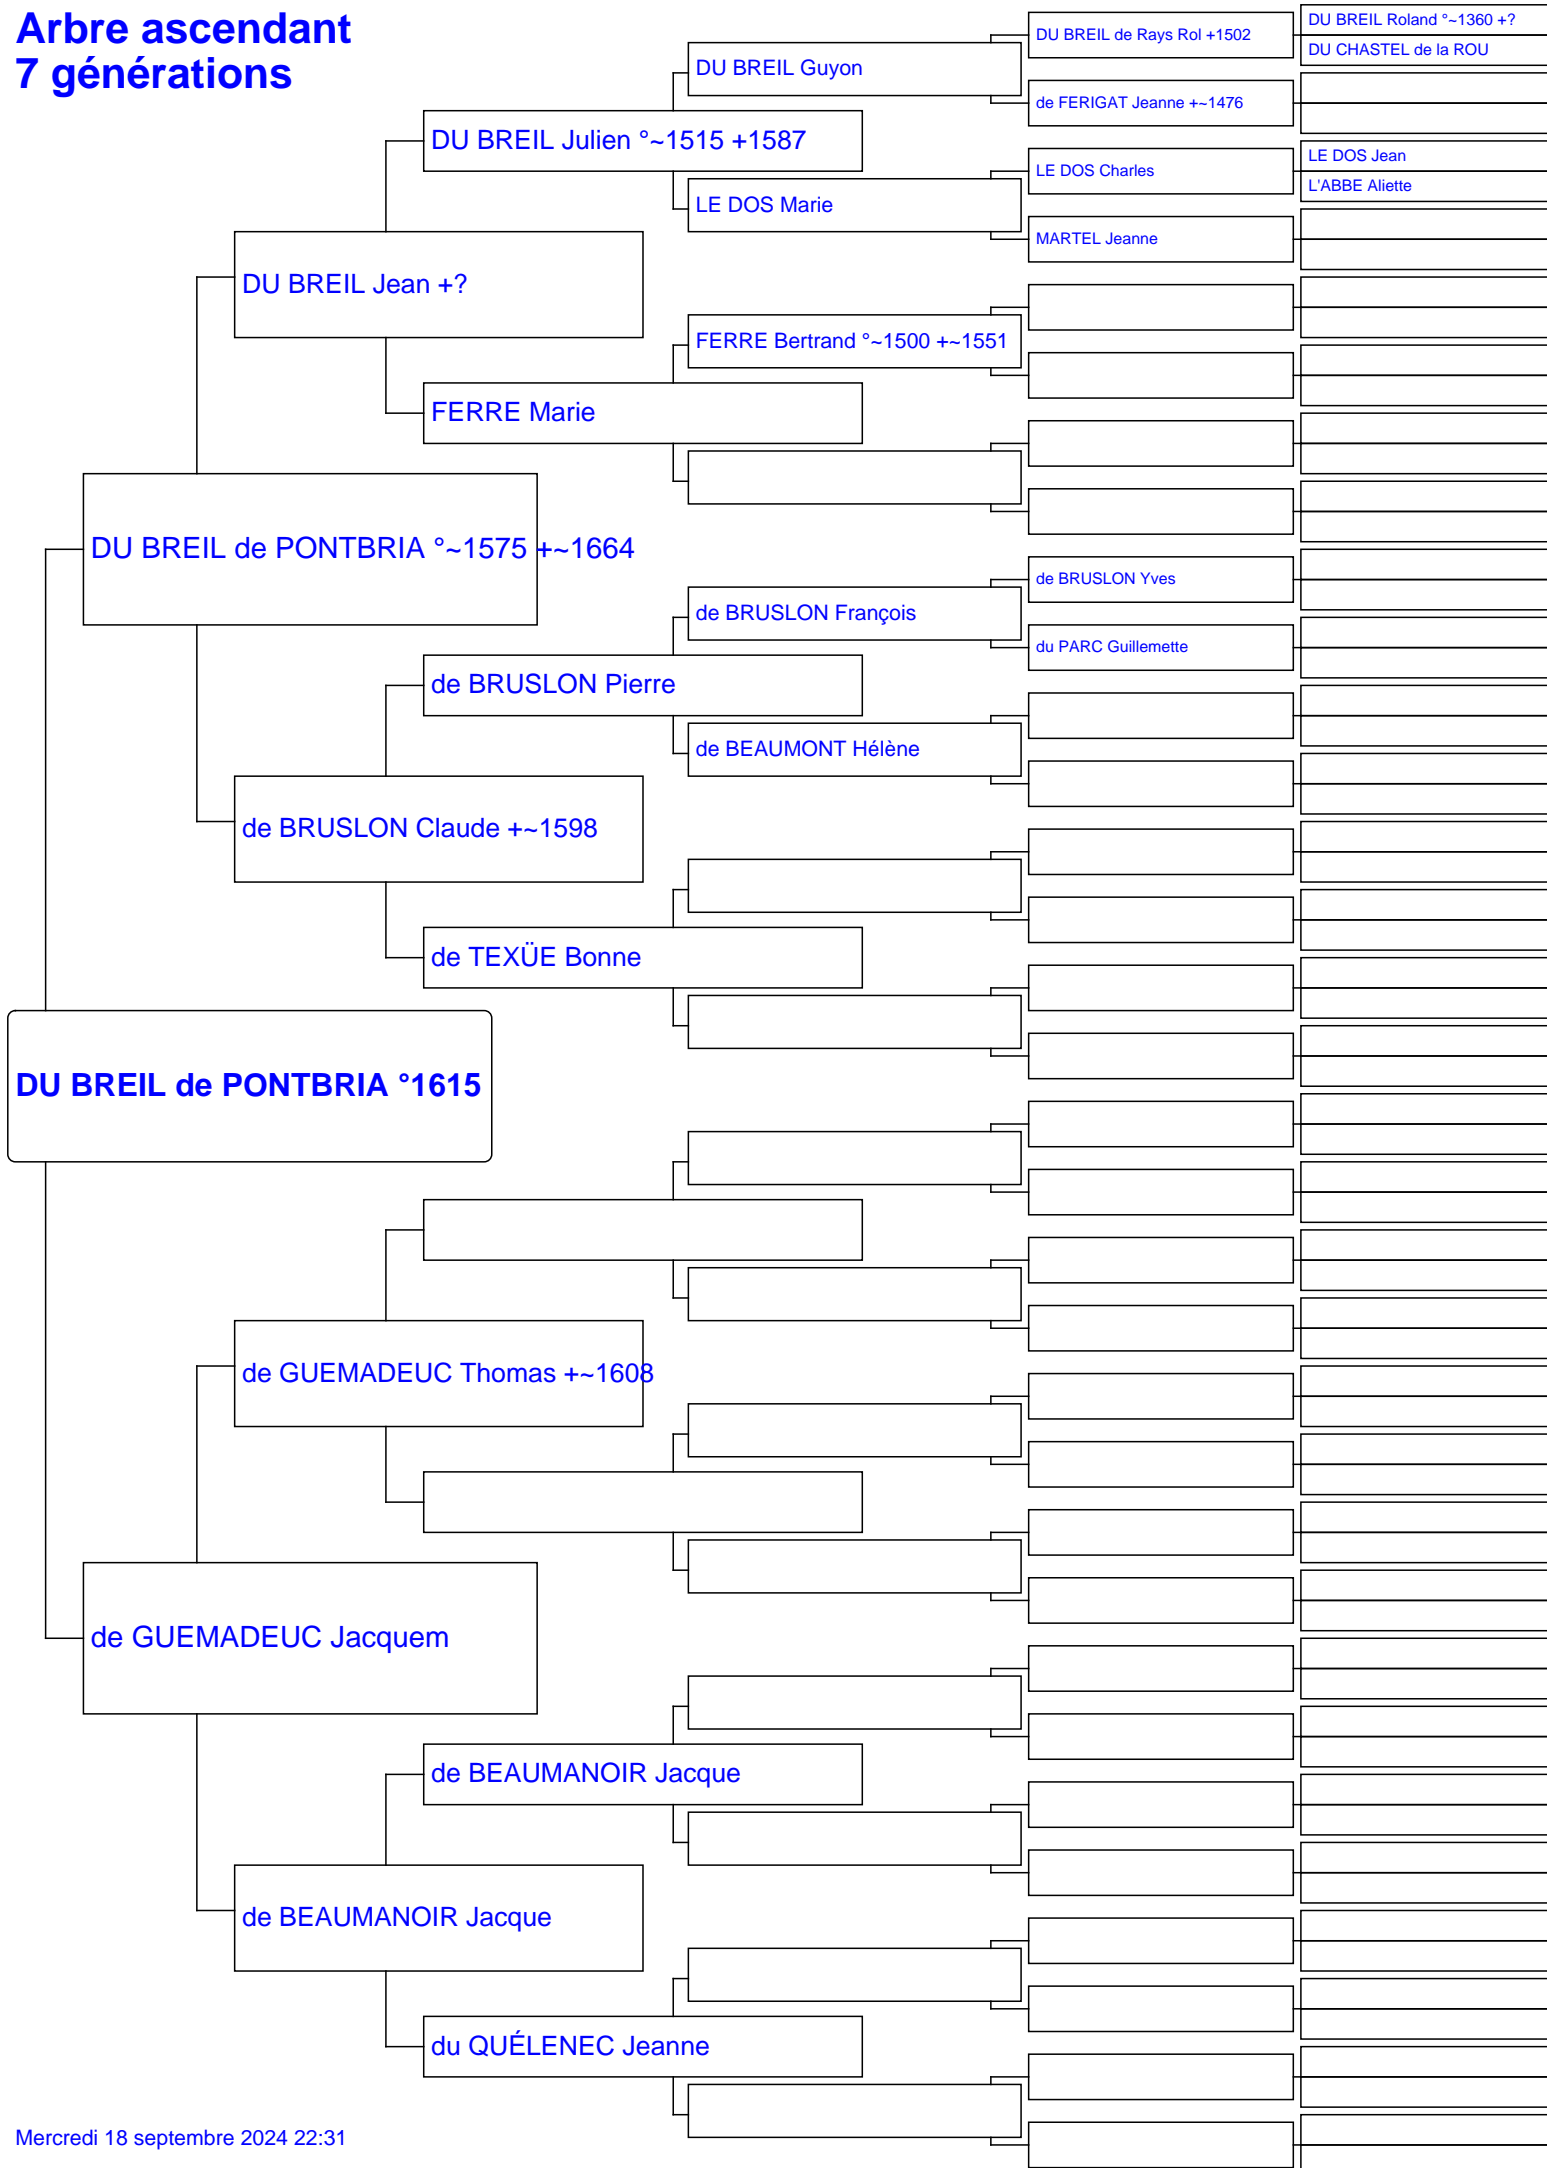 Arbre ascendant
7 générations
DU BREIL Roland °~1360 +?
DU BREIL de Rays Rol +1502
DU CHASTEL de la ROU
DU BREIL Guyon
de FERIGAT Jeanne +~1476
DU BREIL Julien °~1515 +1587
LE DOS Jean
LE DOS Charles
L'ABBE Aliette
LE DOS Marie
MARTEL Jeanne
DU BREIL Jean +?
FERRE Bertrand °~1500 +~1551
FERRE Marie
DU BREIL de PONTBRIA °~1575 +~1664
de BRUSLON Yves
de BRUSLON François
du PARC Guillemette
de BRUSLON Pierre
de BEAUMONT Hélène
de BRUSLON Claude +~1598
de TEXÜE Bonne
DU BREIL de PONTBRIA °1615
de GUEMADEUC Thomas +~1608
de GUEMADEUC Jacquem
de BEAUMANOIR Jacque
de BEAUMANOIR Jacque
du QUÉLENEC Jeanne
Mercredi 18 septembre 2024 22:31